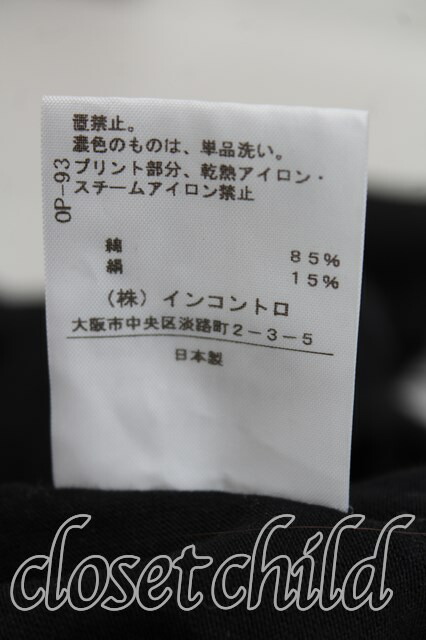 置禁止。
濃色のものは、単品洗い。
プリント部分、乾熱アイロン・
スチームアイロン禁止
OP-93
綿 85%
絹 15%
(株)インコントロ
大阪市中央区淡路町2-3-5
日本製
closet child